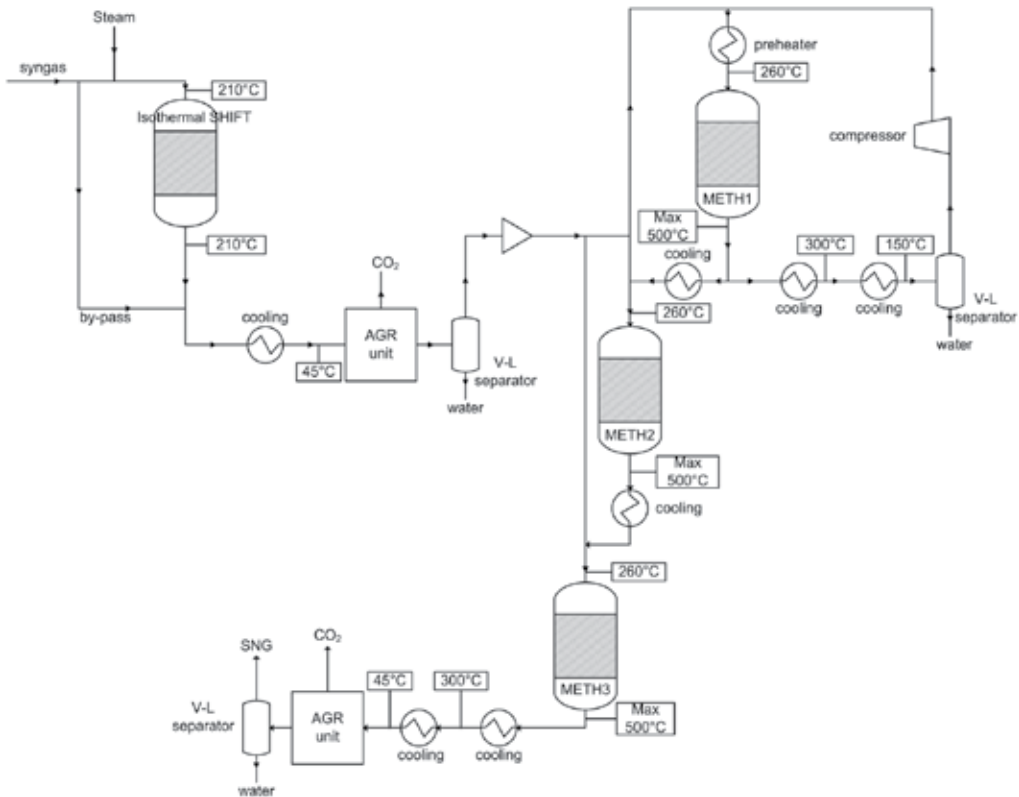 Steam
syngas
210°C
Isothermal SHIFT
210°C
by-pass
cooling
45°C
CO₂
AGR
unit
V-L
separator
water
preheater
260°C
METH1
Max
500°C
cooling
300°C
150°C
cooling
cooling
compressor
V-L
separator
water
260°C
METH2
Max
500°C
cooling
260°C
METH3
Max
500°C
cooling
300°C
cooling
45°C
CO₂
AGR
unit
SNG
V-L
separator
water